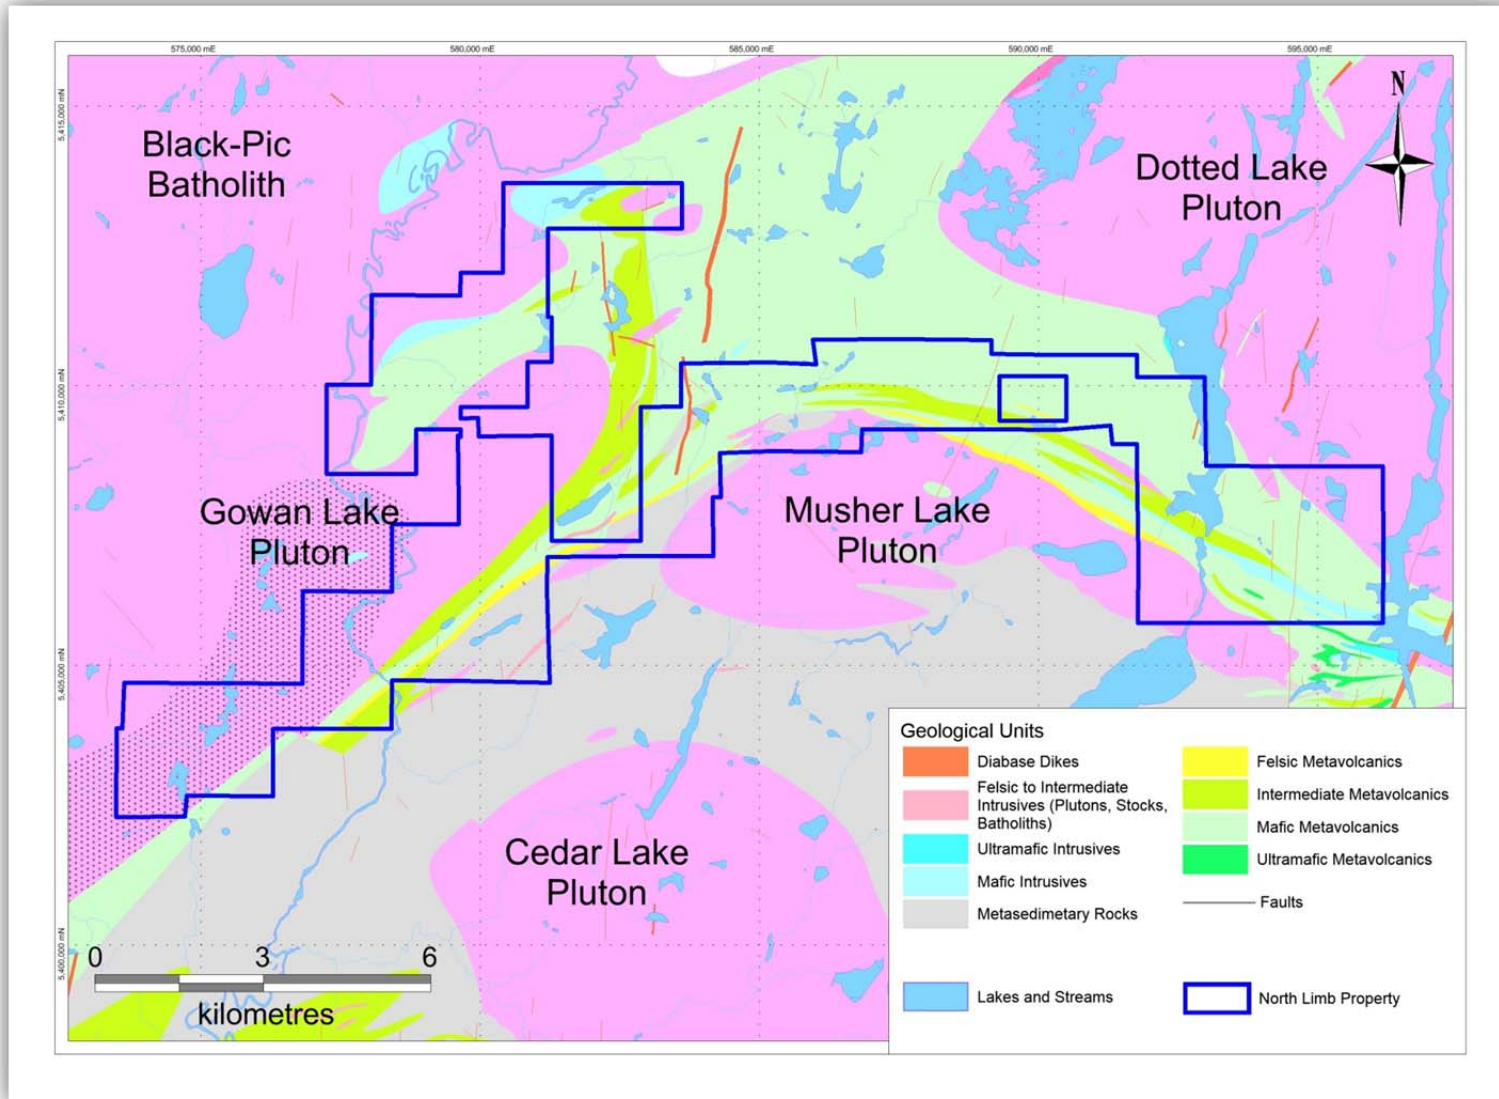 575,000 mE
580,000 mE
585,000 mE
590,000 mE
595,000 mE
5,415,000 mN
5,410,000 mN
5,405,000 mN
5,400,000 mN
N
Black-Pic
Batholith
Dotted Lake
Pluton
Gowan Lake
Pluton
Musher Lake
Pluton
Cedar Lake
Pluton
0 3 6
kilometres
Geological Units
Diabase Dikes
Felsic to Intermediate
Intrusives (Plutons, Stocks,
Batholiths)
Ultramafic Intrusives
Mafic Intrusives
Metasedimetary Rocks
Lakes and Streams
Felsic Metavolcanics
Intermediate Metavolcanics
Mafic Metavolcanics
Ultramafic Metavolcanics
Faults
North Limb Property